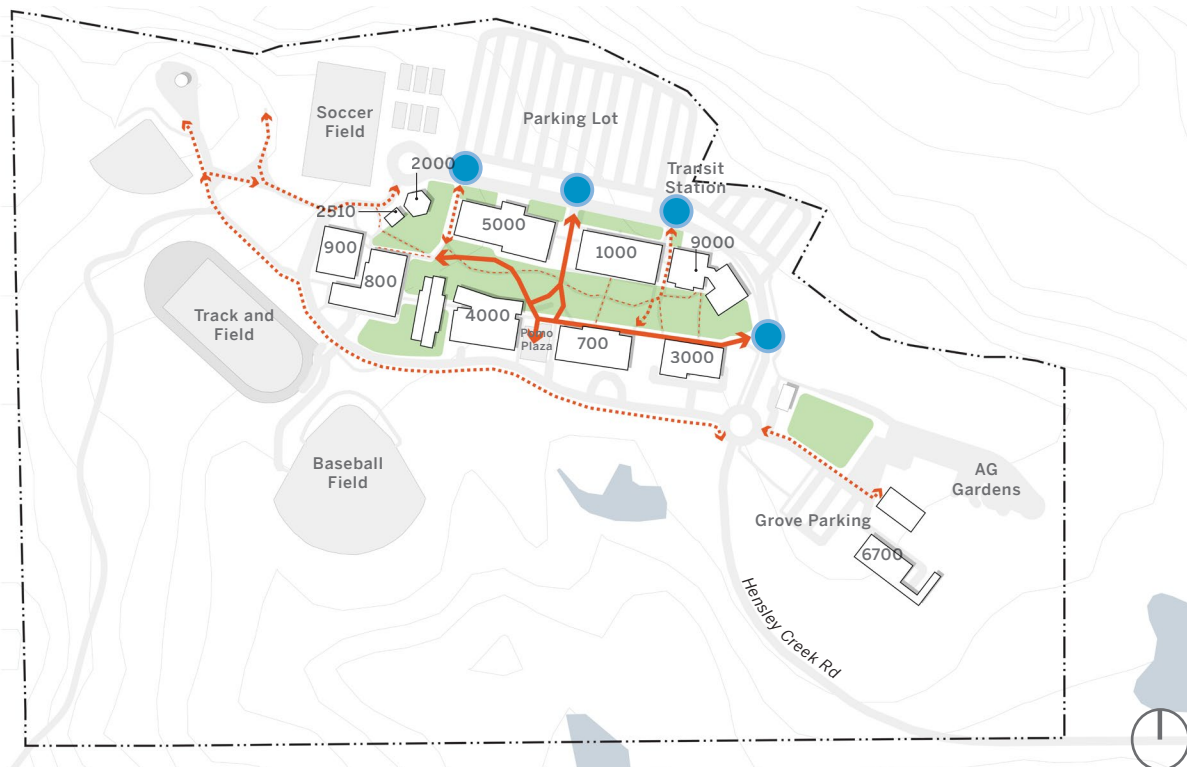 Soccer
Field
Parking Lot
2000
Transit
Station
2510
5000
9000
900
1000
800
Track and
Field
4000
Pomo
Plaza
700
3000
Baseball
Field
AG
Gardens
Grove Parking
6700
Hensley Creek Rd